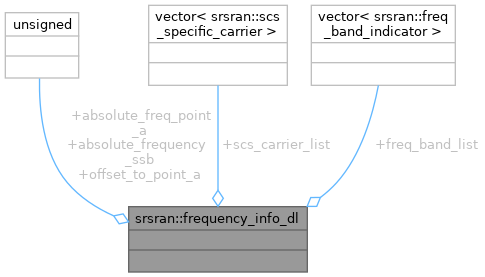 unsigned
vector< srsran::scs
_specific_carrier >
vector< srsran::freq
_band_indicator >
+absolute_freq_point
_a
+absolute_frequency
_ssb
+offset_to_point_a
+scs_carrier_list
+freq_band_list
srsran::frequency_info_dl